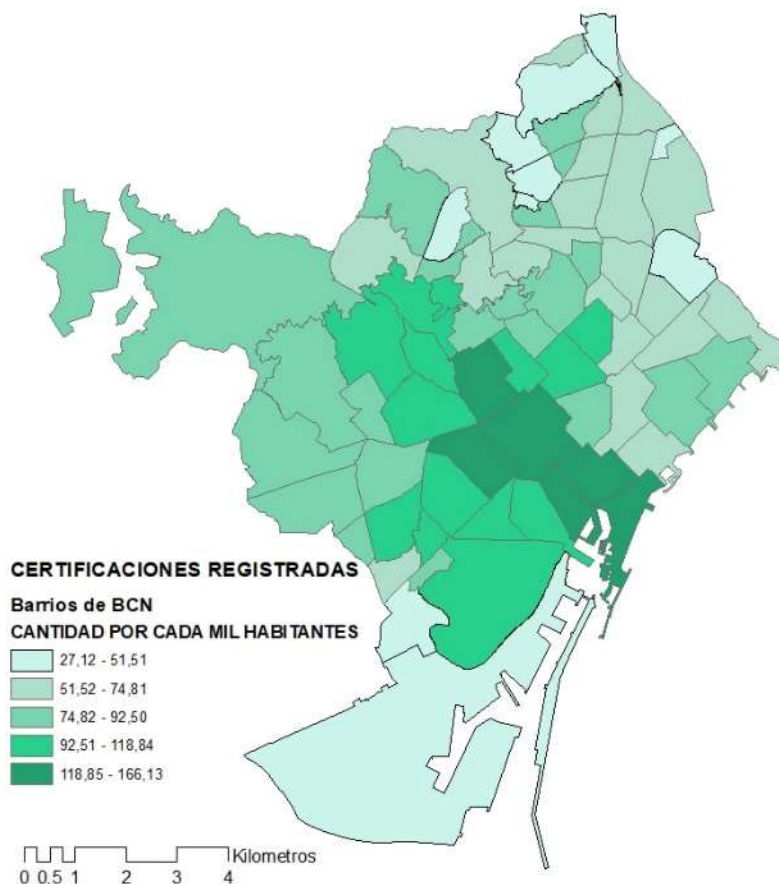 CERTIFICACIONES REGISTRADAS
Barrios de BCN
CANTIDAD POR CADA MIL HABITANTES
27,12 - 51,51
51,52 - 74,81
74,82 - 92,50
92,51 - 118,84
118,85 - 166,13
Kilometros
0 0,5 1 2 3 4